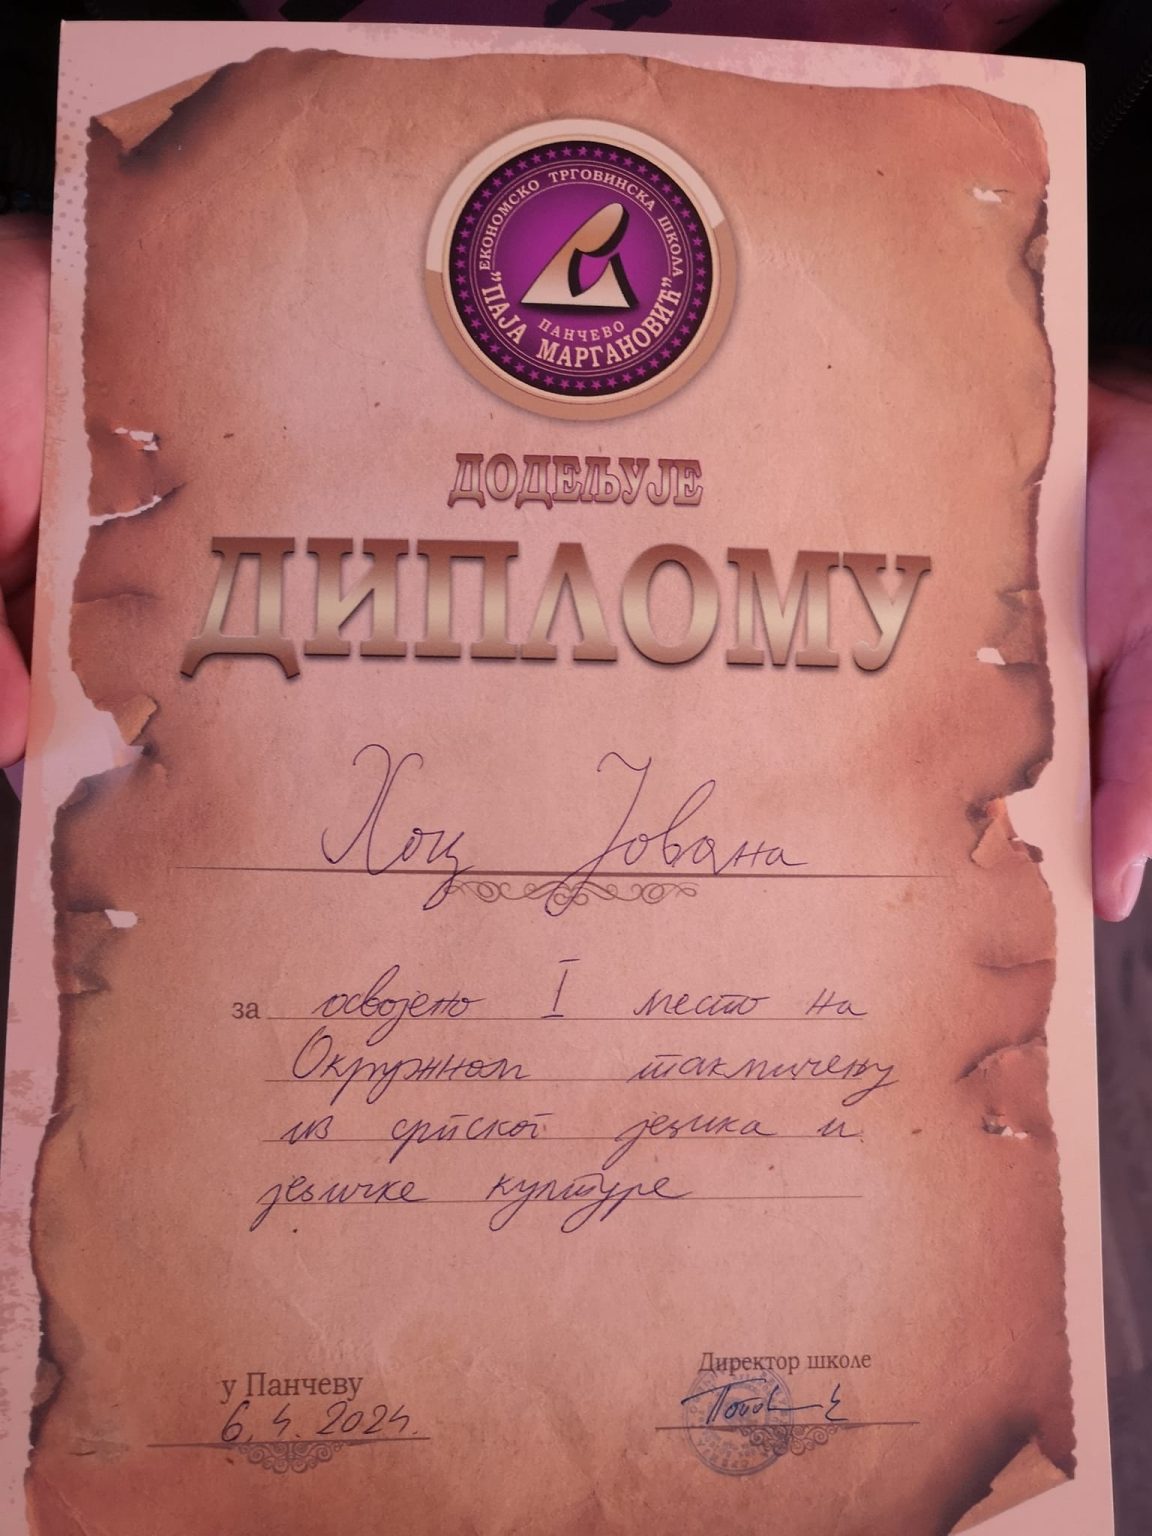 ЕКОНОМСКО ТРГОВИНСКА ШКОЛА
"ПАЈА МАРГАНОВИЋ"
ПАНЧЕВО
ДОДЕЉУЈЕ
ДИПЛОМУ
Хоц Јована
за освојено I место на
Окружном такмичењу
из српског језика и
језичке културе
Директор школе
у Панчеву
6. 4. 2024.